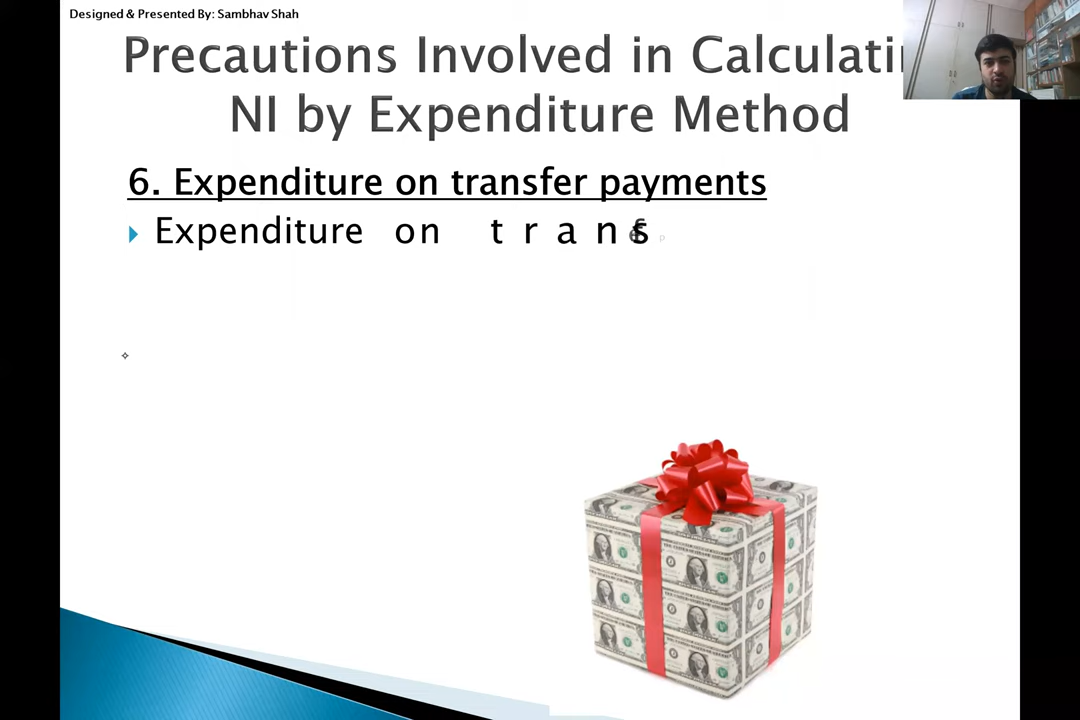 Designed & Presented By: Sambhav Shah
Precautions Involved in Calculati
NI by Expenditure Method
6. Expenditure on transfer payments
Expenditure on trans